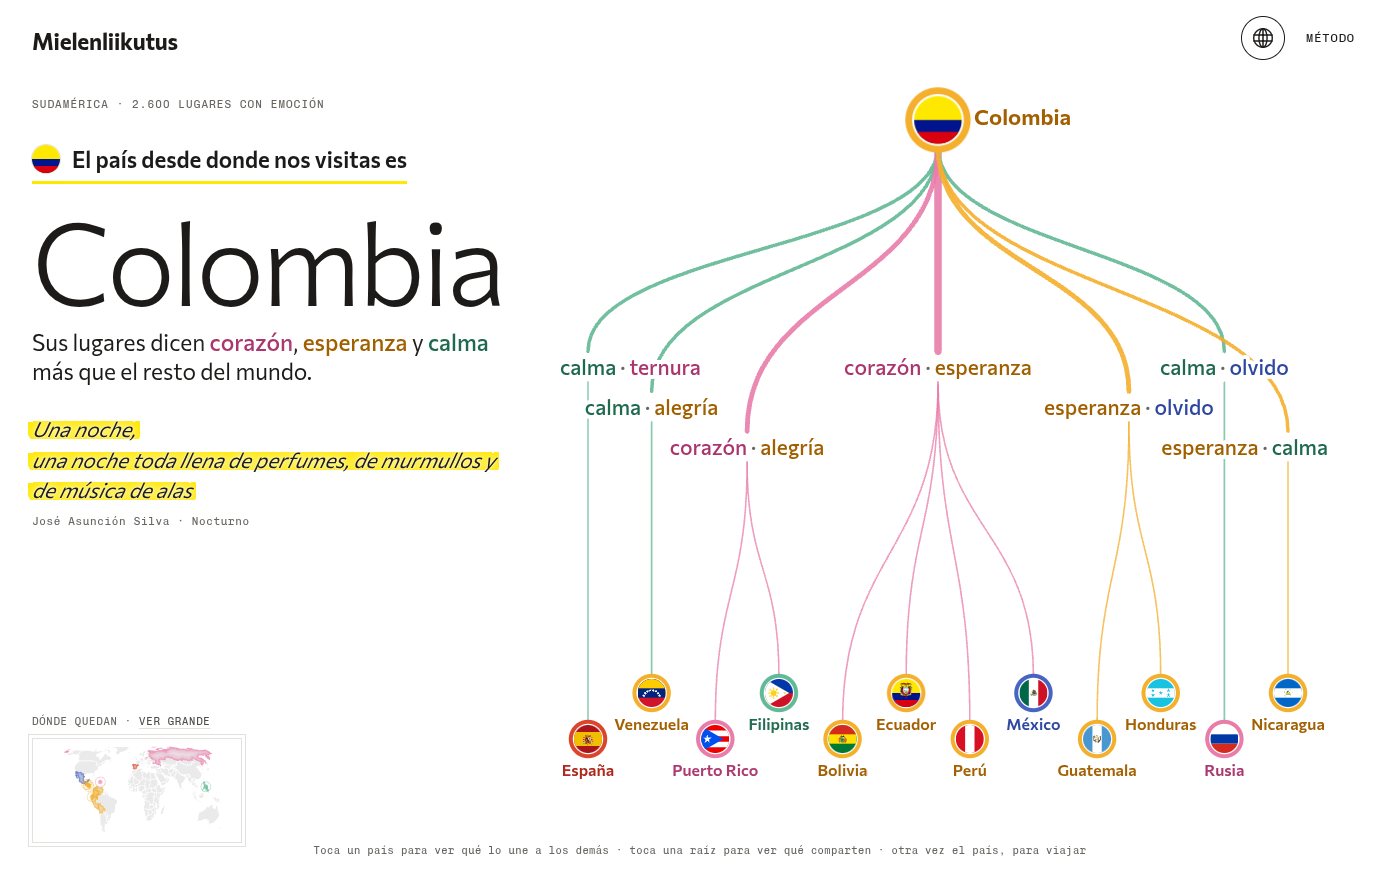 Mielenliikutus
MÉTODO
SUDAMÉRICA · 2.600 LUGARES CON EMOCIÓN
El país desde donde nos visitas es
Colombia
Sus lugares dicen corazón, esperanza y calma
más que el resto del mundo.
Una noche,
una noche toda llena de perfumes, de murmullos y
de música de alas
José Asunción Silva · Nocturno
Colombia
calma · ternura
corazón · esperanza
calma · olvido
calma · alegría
esperanza · olvido
corazón · alegría
esperanza · calma
Venezuela
Filipinas
Ecuador
México
Honduras
Nicaragua
España
Puerto Rico
Bolivia
Perú
Guatemala
Rusia
DÓNDE QUEDAN · VER GRANDE
Toca un país para ver qué lo une a los demás · toca una raíz para ver qué comparten · otra vez el país, para viajar